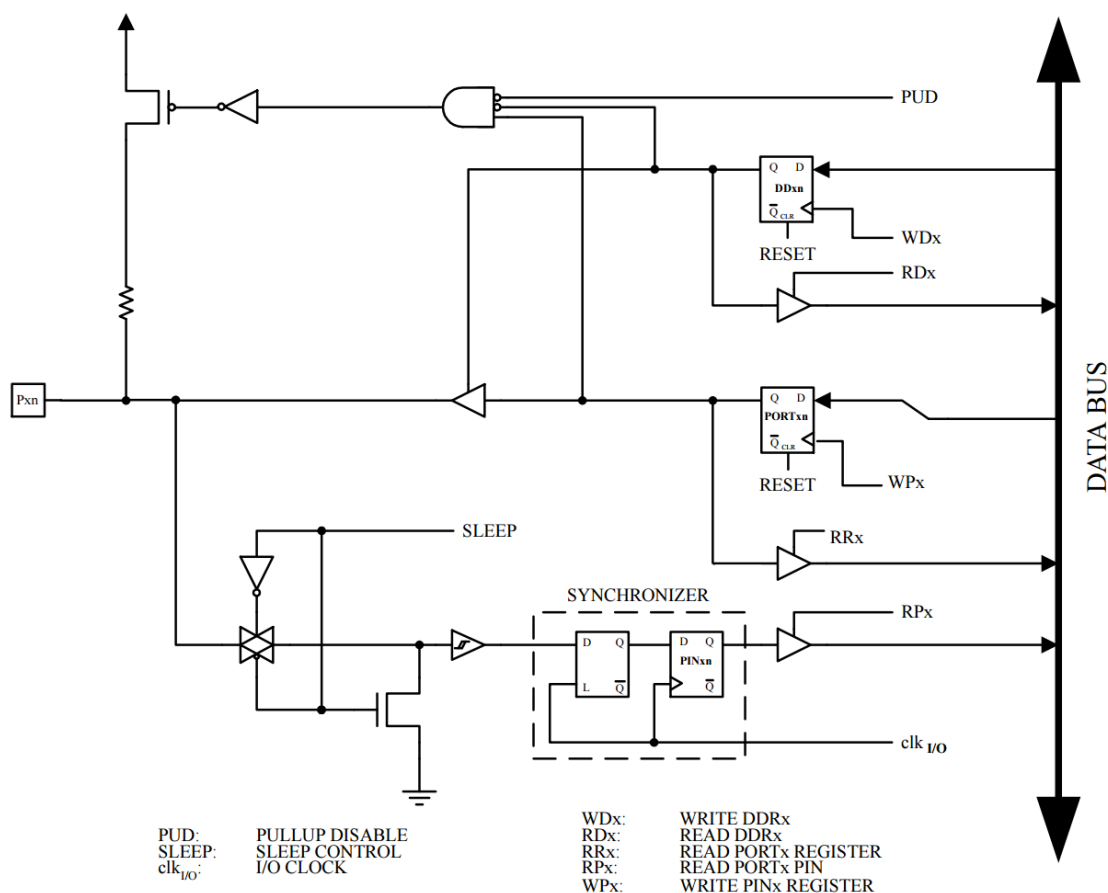 PUD
Q D
DDxn
Q CLR
WDx
RESET
RDx
Pxn
Q D
PORTxn
Q CLR
WPx
RESET
DATA BUS
SLEEP
RRx
SYNCHRONIZER
RPx
D Q
L Q
D Q
PINxn
Q
clk I/O
PUD: PULLUP DISABLE
SLEEP: SLEEP CONTROL
clkI/O: I/O CLOCK
WDx: WRITE DDRx
RDx: READ DDRx
RRx: READ PORTx REGISTER
RPx: READ PORTx PIN
WPx: WRITE PINx REGISTER